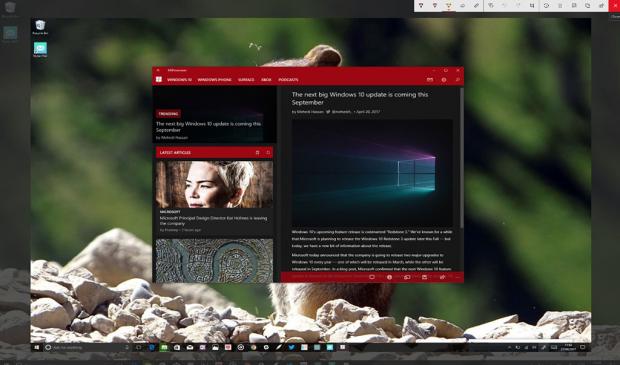 Recycle Bin
MSPoweruser
WINDOWS 10 WINDOWS PHONE SURFACE XBOX PODCASTS
TRENDING
The next big Windows 10 update is coming this
September
by Mehedi Hassan
LATEST ARTICLES
MICROSOFT
Microsoft Principal Design Director Kat Holmes is leaving
the company
The next big Windows 10 update is coming this
September
by Mehedi Hassan • April 20, 2017
Windows 10's upcoming feature release is codenamed "Redstone 3." We've known for a while
that Microsoft is planning to release the Windows 10 Redstone 3 update later this fall — but
today, we have a new bit of information about the release.
Microsoft today announced that the company is going to release two major upgrades to
Windows 10 every year — one of which will be released in March, while the other will be
released in September. In a blog post, Microsoft confirmed that the next Windows 10 feature
Ask me anything